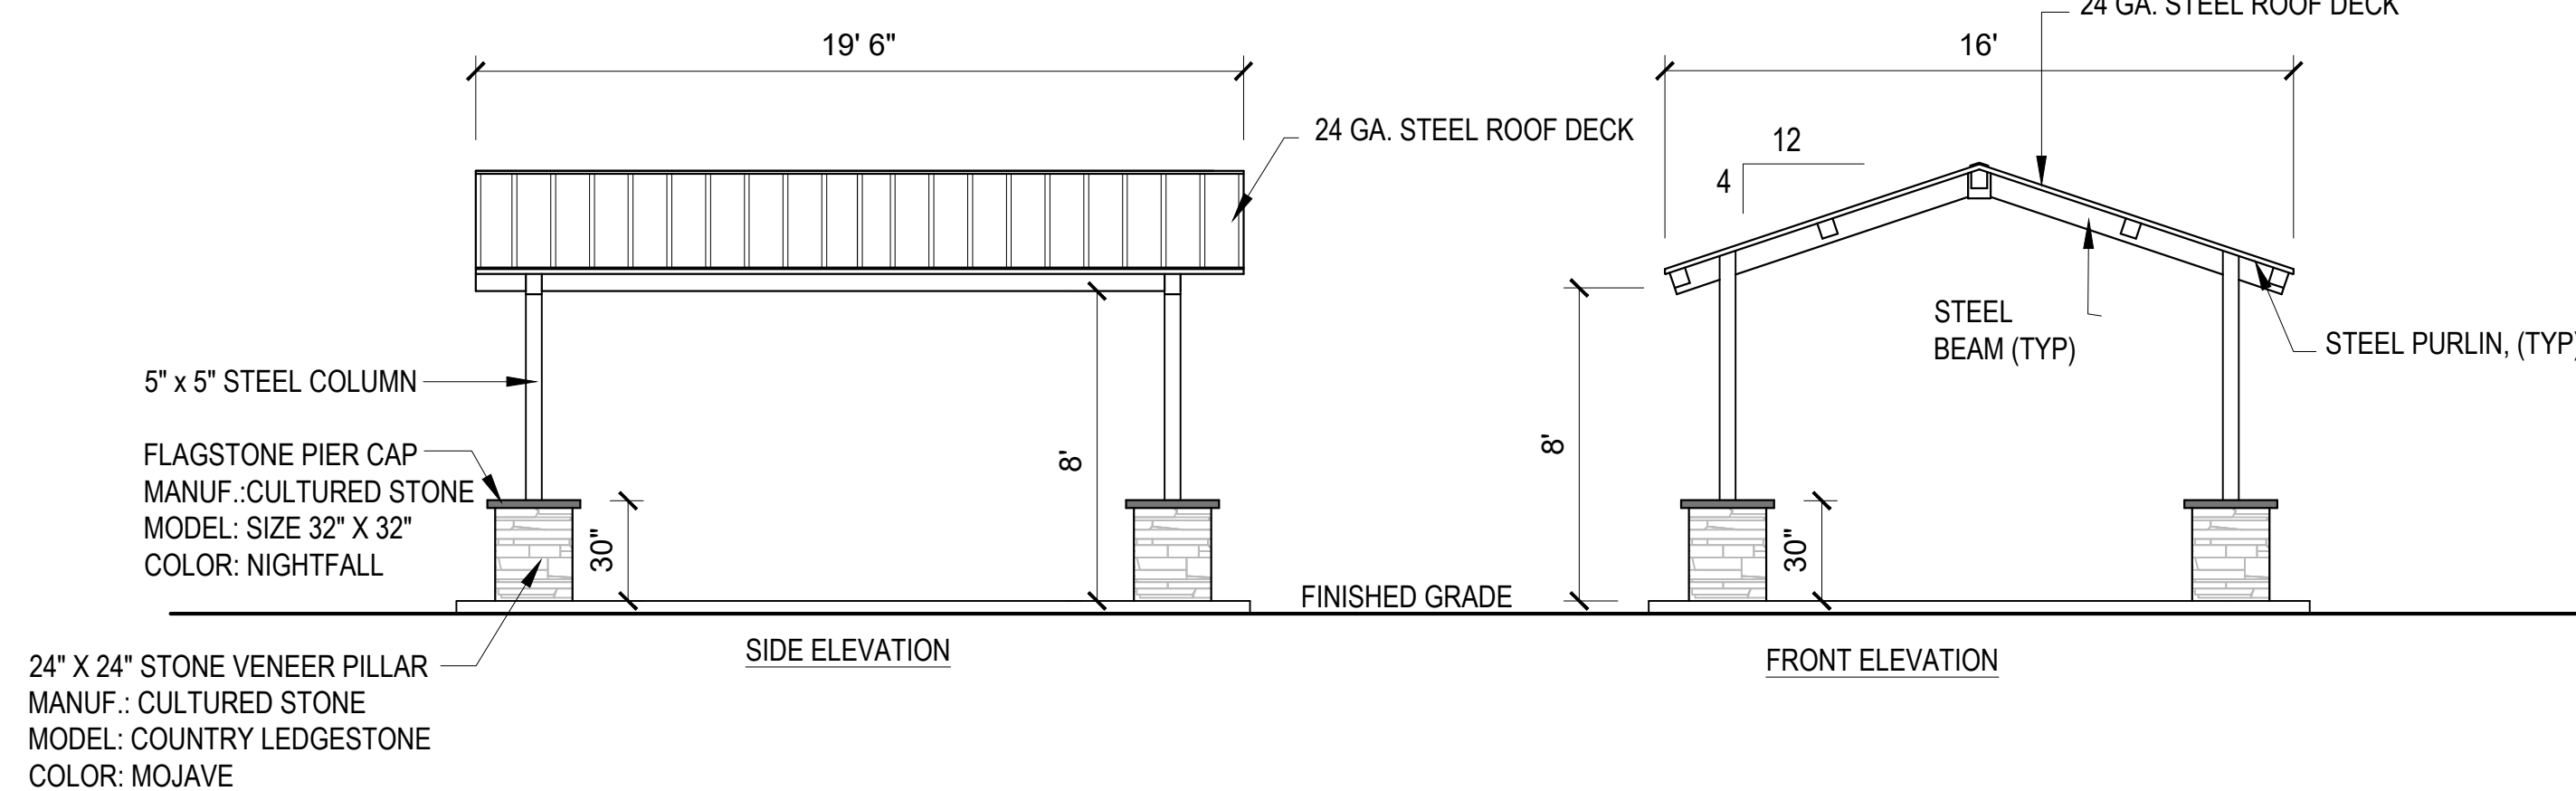 24 GA. STEEL ROOF DECK
19' 6"
16'
24 GA. STEEL ROOF DECK
12
4
5" x 5" STEEL COLUMN
FLAGSTONE PIER CAP
MANUF.:CULTURED STONE
MODEL: SIZE 32" X 32"
COLOR: NIGHTFALL
8'
30"
8'
30"
STEEL
BEAM (TYP)
STEEL PURLIN, (TYP)
FINISHED GRADE
SIDE ELEVATION
FRONT ELEVATION
24" X 24" STONE VENEER PILLAR
MANUF.: CULTURED STONE
MODEL: COUNTRY LEDGESTONE
COLOR: MOJAVE